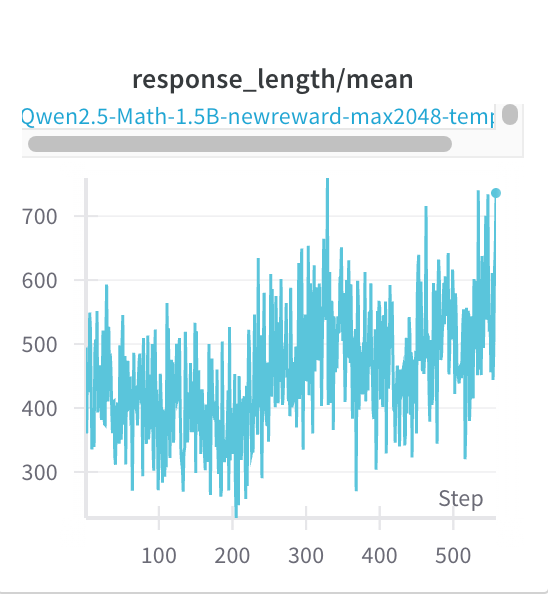 response_length/mean
Qwen2.5-Math-1.5B-newreward-max2048-temp
700
600
500
400
300
Step
100 200 300 400 500